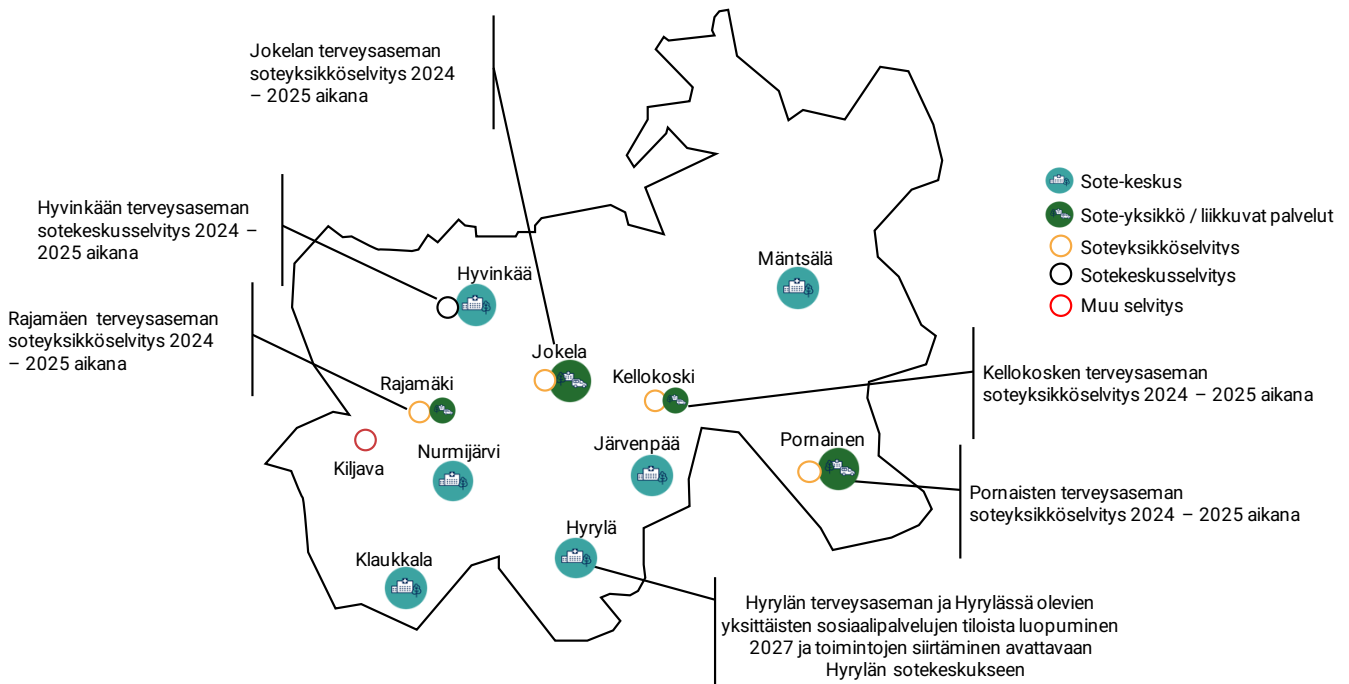 Jokelan terveysaseman
soteyksikköselvitys 2024
– 2025 aikana
Hyvinkään terveysaseman
sotekeskusselvitys 2024 –
2025 aikana
Rajamäen terveysaseman
soteyksikköselvitys 2024
– 2025 aikana
Hyvinkää
Mäntsälä
Jokela
Kellokoski
Rajamäki
Kiljava
Nurmijärvi
Järvenpää
Pornainen
Hyrylä
Klaukkala
Sote-keskus
Sote-yksikkö / liikkuvat palvelut
Soteyksikköselvitys
Sotekeskusselvitys
Muu selvitys
Kellokosken terveysaseman
soteyksikköselvitys 2024 – 2025 aikana
Pornaisten terveysaseman
soteyksikköselvitys 2024 – 2025 aikana
Hyrylän terveysaseman ja Hyrylässä olevien
yksittäisten sosiaalipalvelujen tiloista luopuminen
2027 ja toimintojen siirtäminen avattavaan
Hyrylän sotekeskukseen